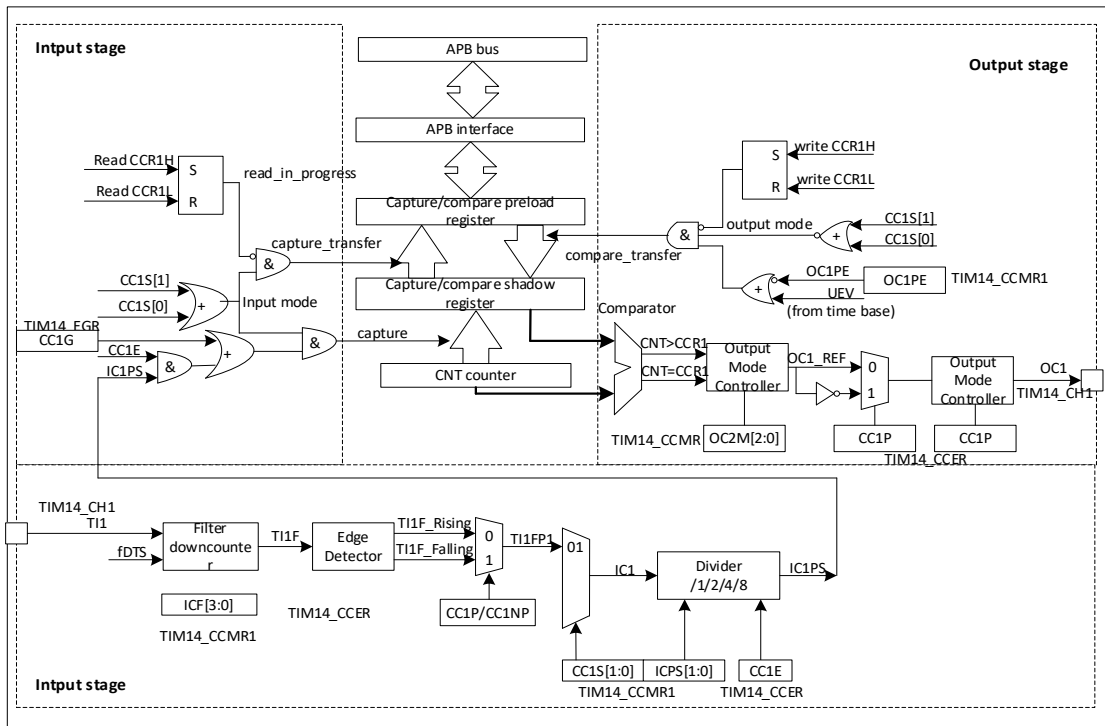 Intput stage
APB bus
Output stage
APB interface
Read CCR1H
S
Read CCR1L
R
read_in_progress
S
write CCR1H
R
write CCR1L
Capture/compare preload
register
capture_transfer
&
&
compare_transfer
output mode
+
CC1S[1]
CC1S[0]
Capture/compare shadow
register
CC1S[1]
CC1S[0]
+
Input mode
+
OC1PE
OC1PE
TIM14_CCMR1
UEV
(from time base)
TIM14_EGR
CC1G
CC1E
IC1PS
&
+
&
capture
CNT counter
Comparator
CNT>CCR1
CNT=CCR1
Output
Mode
Controller
OC1_REF
0
1
Output
Mode
Controller
OC1
TIM14_CH1
TIM14_CCMR
OC2M[2:0]
CC1P
CC1P
TIM14_CCER
TIM14_CH1
TI1
fDTS
Filter
downcounte
r
TI1F
Edge
Detector
TI1F_Rising
TI1F_Falling
0
1
TI1FP1
01
IC1
Divider
/1/2/4/8
IC1PS
ICF[3:0]
TIM14_CCMR1
TIM14_CCER
CC1P/CC1NP
CC1S[1:0]
ICPS[1:0]
CC1E
TIM14_CCMR1
TIM14_CCER
Intput stage